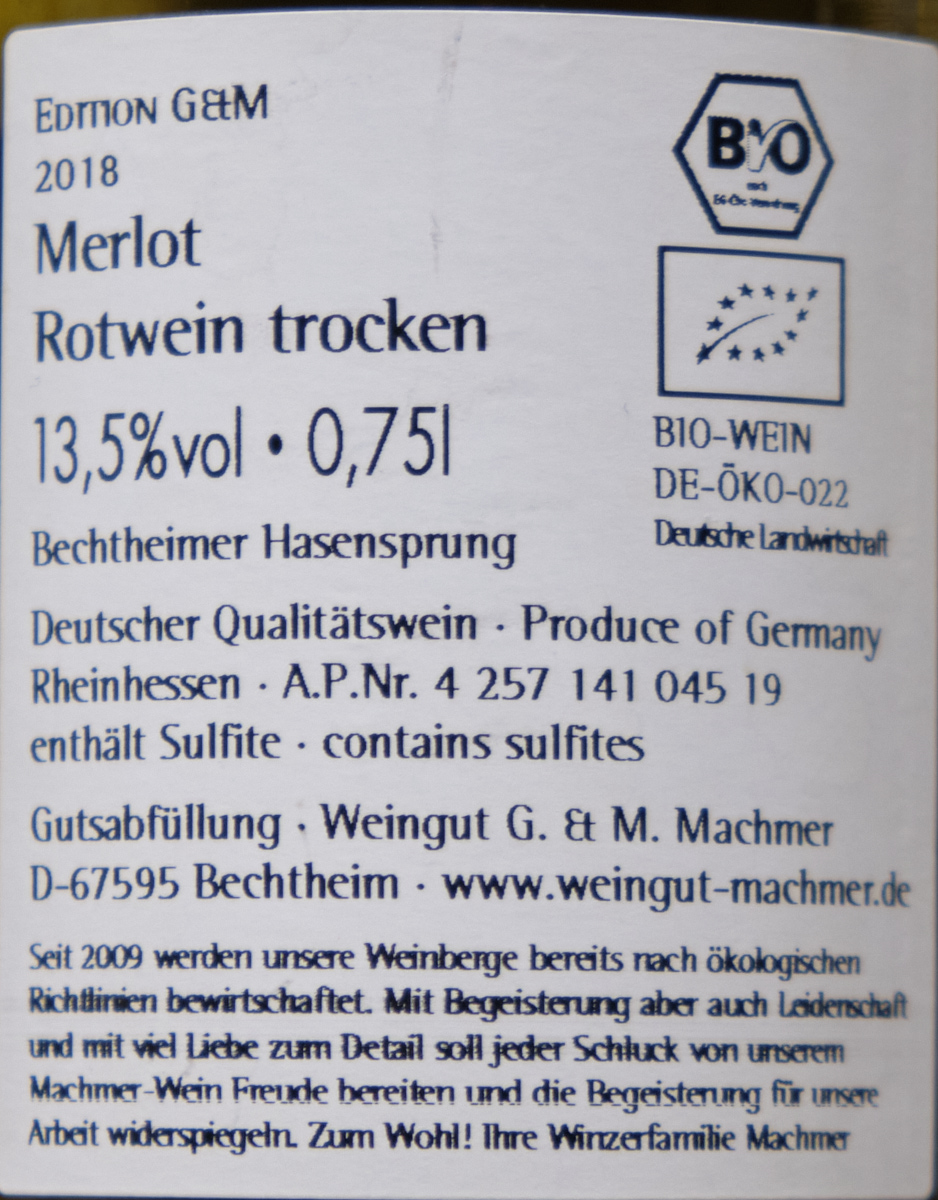 EDITION G&M
2018
Merlot
Rotwein trocken
13,5%vol • 0,75l
Bechtheimer Hasensprung
BIO
nach
EG-Öko-Verordnung
BIO-WEIN
DE-ÖKO-022
Deutsche Landwirtschaft
Deutscher Qualitätswein · Produce of Germany
Rheinhessen · A.P.Nr. 4 257 141 045 19
enthält Sulfite · contains sulfites
Gutsabfüllung · Weingut G. & M. Machmer
D-67595 Bechtheim · www.weingut-machmer.de
Seit 2009 werden unsere Weinberge bereits nach ökologischen
Richtlinien bewirtschaftet. Mit Begeisterung aber auch Leidenschaft
und mit viel Liebe zum Detail soll jeder Schluck von unserem
Machmer-Wein Freude bereiten und die Begeisterung für unsere
Arbeit widerspiegeln. Zum Wohl! Ihre Winzerfamilie Machmer